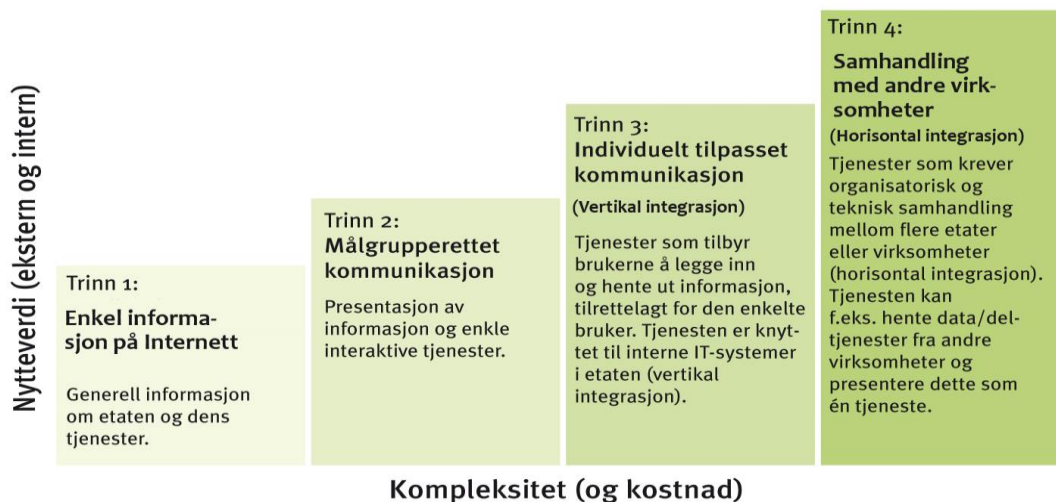 Nytteverdi (ekstern og intern)
Trinn 1:
Enkel informa-
sjon på Internett
Generell informasjon
om etaten og dens
tjenester.
Trinn 2:
Målgrupperettet
kommunikasjon
Presentasjon av
informasjon og enkle
interaktive tjenester.
Trinn 3:
Individuelt tilpasset
kommunikasjon
(Vertikal integrasjon)
Tjenester som tilbyr
brukerne å legge inn
og hente ut informasjon,
tilrettelagt for den enkelte
bruker. Tjenesten er knyt-
tet til interne IT-systemer
i etaten (vertikal
integrasjon).
Trinn 4:
Samhandling
med andre virk-
somheter
(Horisontal integrasjon)
Tjenester som krever
organisatorisk og
teknisk samhandling
mellom flere etater
eller virksomheter
(horisontal integrasjon).
Tjenesten kan
f.eks. hente data/del-
tjenester fra andre
virksomheter og
presentere dette som
én tjeneste.
Kompleksitet (og kostnad)